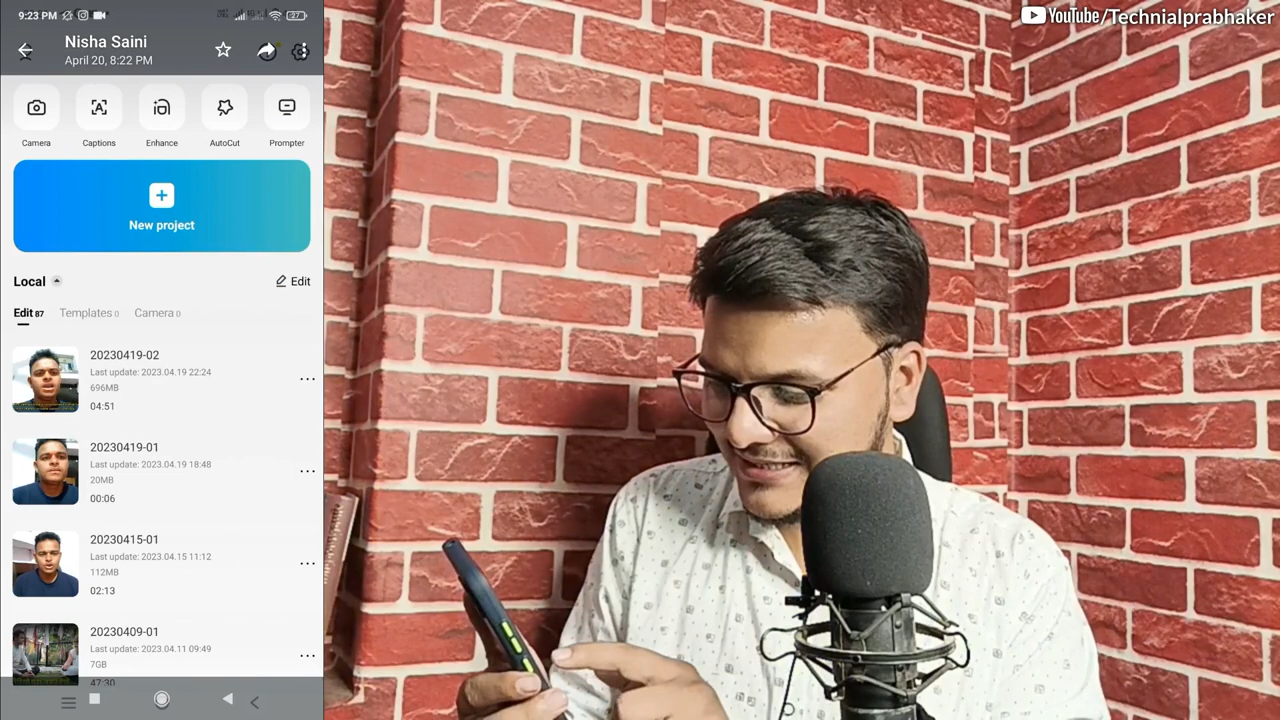 9:23 PM
37
YouTube/Technialprabhaker
Nisha Saini
April 20, 8:22 PM
Camera
Captions
Enhance
AutoCut
Prompter
New project
Local
Edit
Edit 87
Templates 0
Camera 0
20230419-02
Last update: 2023.04.19 22:24
696MB
04:51
20230419-01
Last update: 2023.04.19 18:48
20MB
00:06
20230415-01
Last update: 2023.04.15 11:12
112MB
02:13
20230409-01
Last update: 2023.04.11 09:49
7GB
47:30